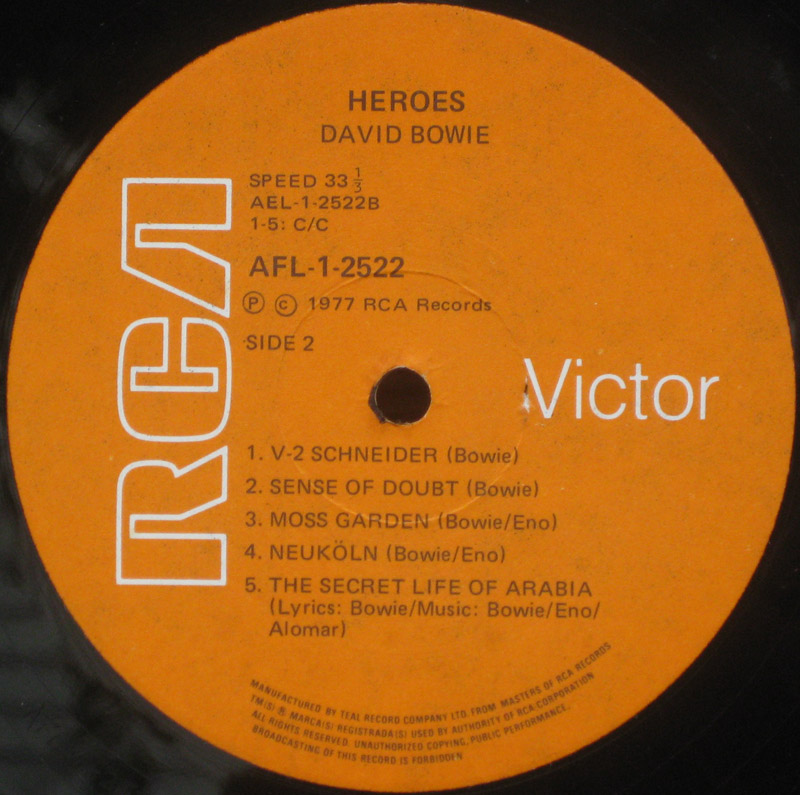 HEROES
DAVID BOWIE
SPEED 33 1/3
AEL-1-2522B
1-5: C/C
AFL-1-2522
Ⓟ © 1977 RCA Records
SIDE 2
RCA
Victor
1. V-2 SCHNEIDER (Bowie)
2. SENSE OF DOUBT (Bowie)
3. MOSS GARDEN (Bowie/Eno)
4. NEUKÖLN (Bowie/Eno)
5. THE SECRET LIFE OF ARABIA
(Lyrics: Bowie/Music: Bowie/Eno/
Alomar)
MANUFACTURED BY TEAL RECORD COMPANY LTD. FROM MASTERS OF RCA RECORDS
TM(S) ® MARCA(S) REGISTRADA(S) USED BY AUTHORITY OF RCA CORPORATION
ALL RIGHTS RESERVED. UNAUTHORIZED COPYING, PUBLIC PERFORMANCE,
BROADCASTING OF THIS RECORD IS FORBIDDEN